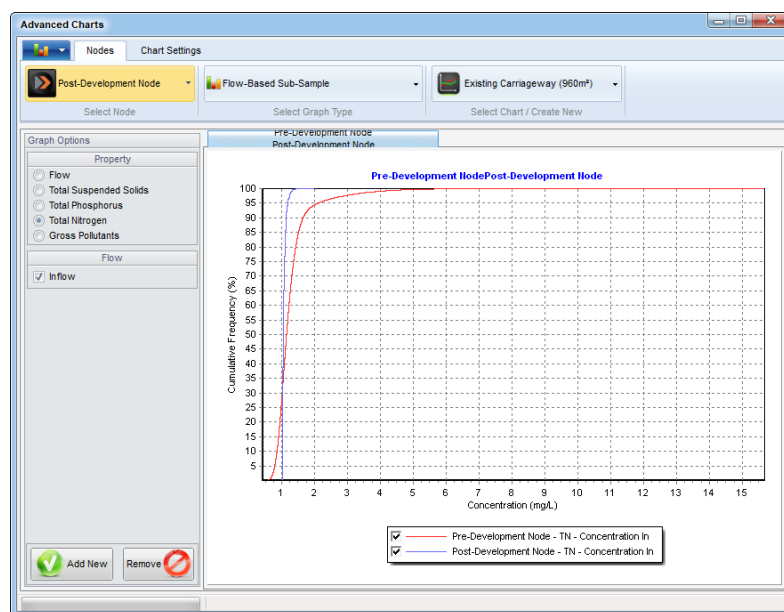 Advanced Charts
Nodes
Chart Settings
Post-Development Node
Flow-Based Sub-Sample
Existing Carriageway (960m²)
Select Node
Select Graph Type
Select Chart / Create New
Graph Options
Property
Flow
Total Suspended Solids
Total Phosphorus
Total Nitrogen
Gross Pollutants
Flow
Inflow
Add New
Remove
Pre-Development Node
Post-Development Node
Pre-Development NodePost-Development Node
100
95
90
85
80
75
70
65
60
55
50
45
40
35
30
25
20
15
10
5
Cumulative Frequency (%)
1 2 3 4 5 6 7 8 9 10 11 12 13 14 15
Concentration (mg/L)
Pre-Development Node - TN - Concentration In
Post-Development Node - TN - Concentration In